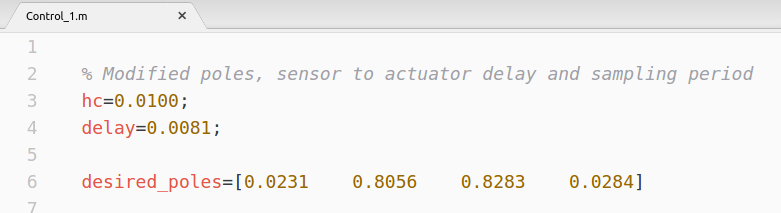 Control_1.m ×
1
2 % Modified poles, sensor to actuator delay and sampling period
3 hc=0.0100;
4 delay=0.0081;
5
6 desired_poles=[0.0231 0.8056 0.8283 0.0284]
7